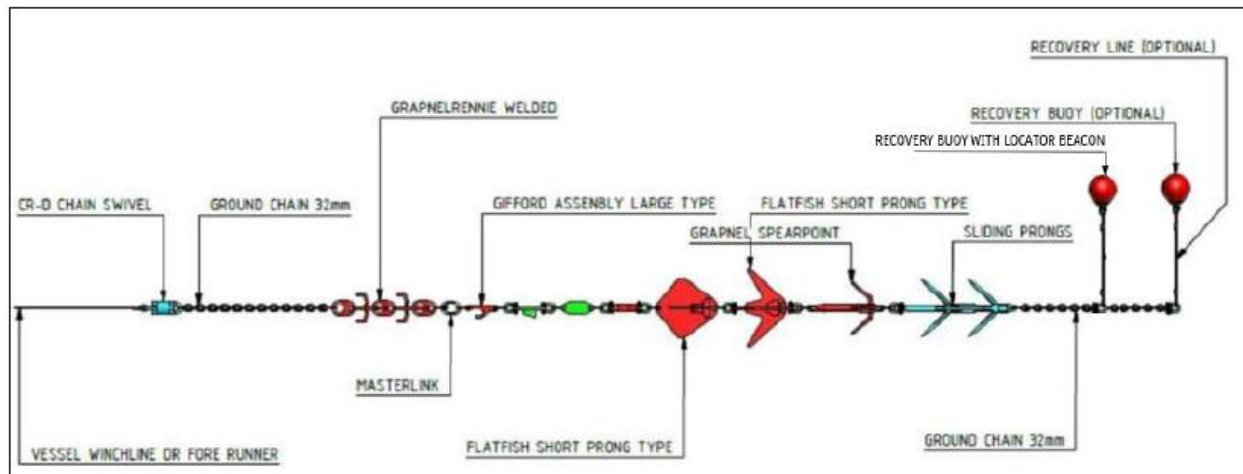 RECOVERY LINE (OPTIONAL)
GRAPNELRENNIE WELDED
RECOVERY BUOY (OPTIONAL)
RECOVERY BUOY WITH LOCATOR BEACON
CR-D CHAIN SWIVEL
GROUND CHAIN 32mm
GIFFORD ASSEMBLY LARGE TYPE
FLATFISH SHORT PRONG TYPE
GRAPNEL SPEARPOINT
SLIDING PRONGS
MASTERLINK
FLATFISH SHORT PRONG TYPE
GROUND CHAIN 32mm
VESSEL WINCHLINE OR FORE RUNNER